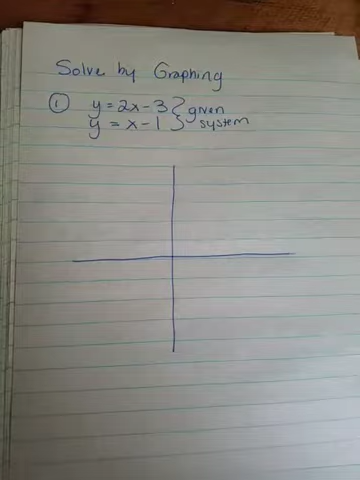 Solve by Graphing
① y = 2x - 3 } given
y = x - 1 } system